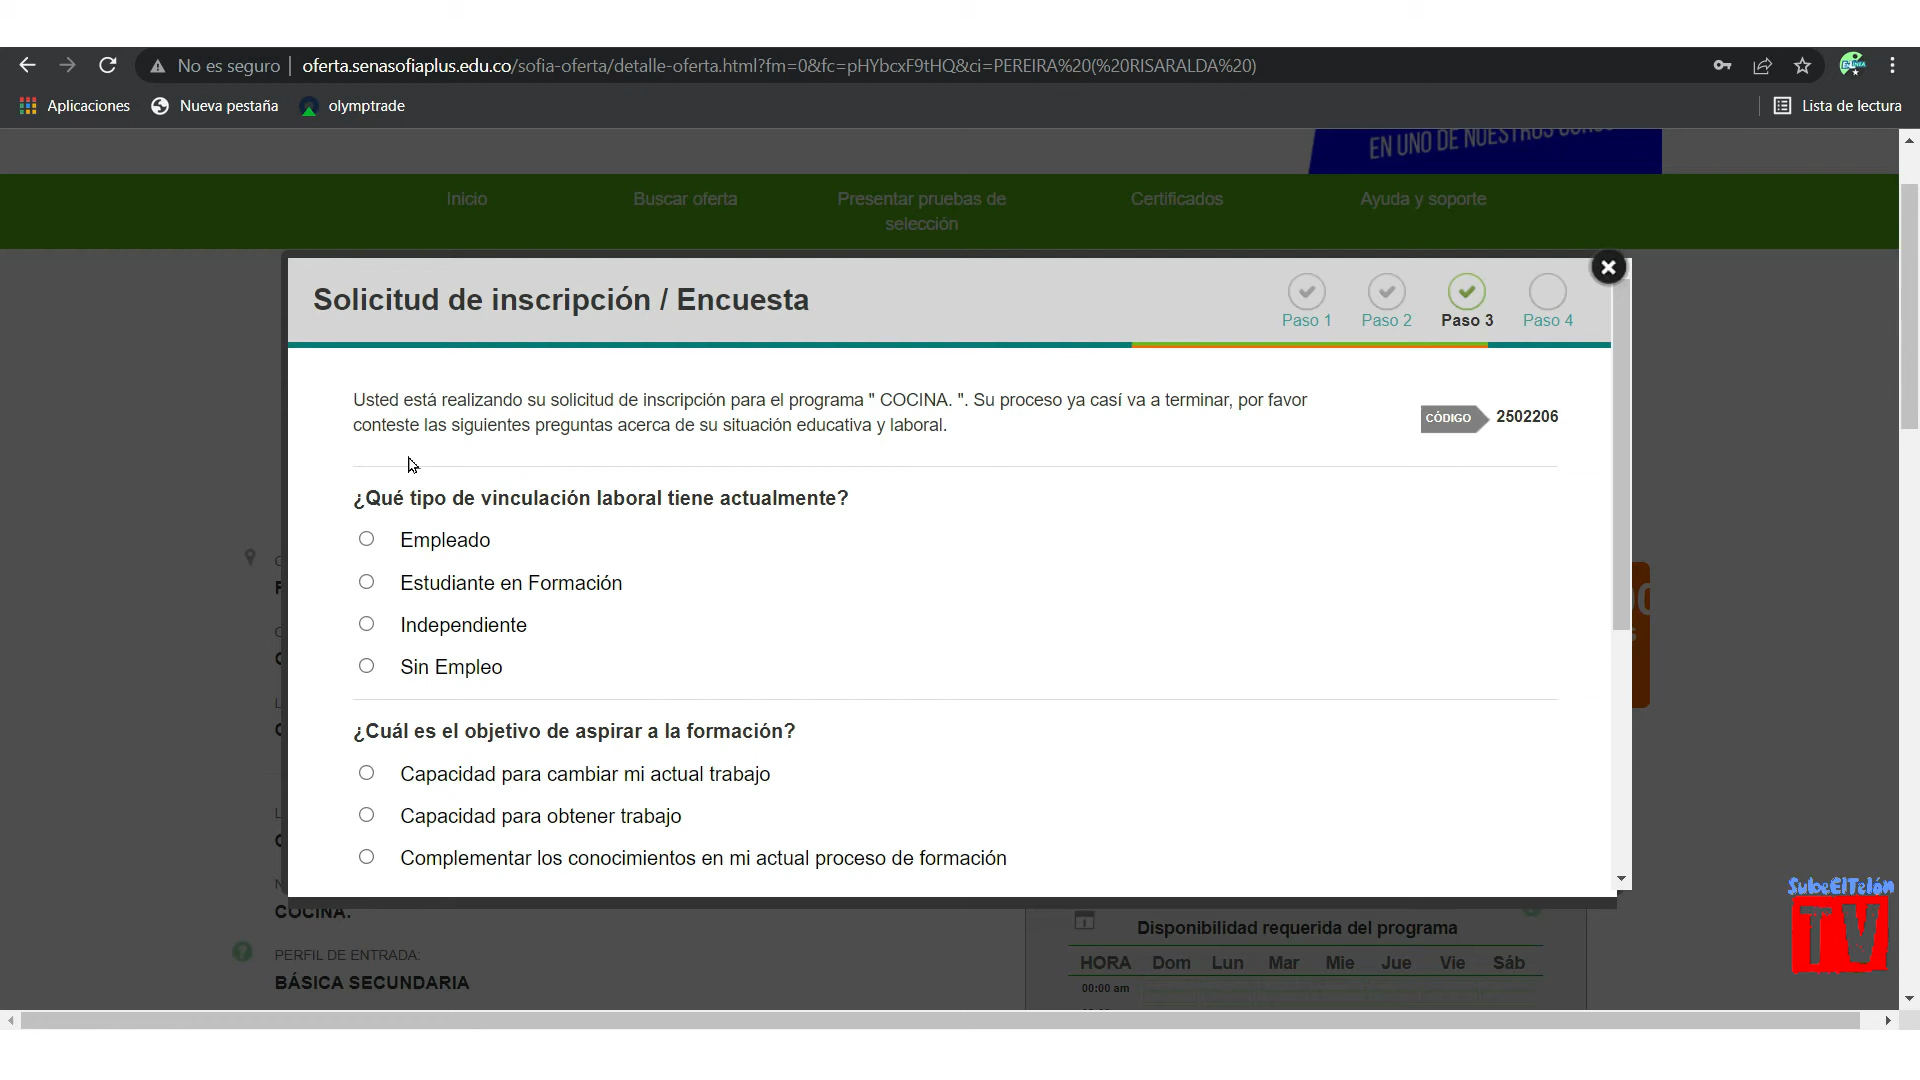 No es seguro | oferta.senasofiaplus.edu.co/sofia-oferta/detalle-oferta.html?fm=0&fc=pHYbcxF9tHQ&ci=PEREIRA%20(%20RISARALDA%20)
Aplicaciones Nueva pestaña olymptrade Lista de lectura
EN UNO DE NUESTROS
Inicio Buscar oferta Presentar pruebas de selección Certificados Ayuda y soporte
Solicitud de inscripción / Encuesta
Paso 1 Paso 2 Paso 3 Paso 4
Usted está realizando su solicitud de inscripción para el programa " COCINA. ". Su proceso ya casí va a terminar, por favor
conteste las siguientes preguntas acerca de su situación educativa y laboral.
CÓDIGO 2502206
¿Qué tipo de vinculación laboral tiene actualmente?
Empleado
Estudiante en Formación
Independiente
Sin Empleo
¿Cuál es el objetivo de aspirar a la formación?
Capacidad para cambiar mi actual trabajo
Capacidad para obtener trabajo
Complementar los conocimientos en mi actual proceso de formación
COCINA.
PERFIL DE ENTRADA:
BÁSICA SECUNDARIA
Disponibilidad requerida del programa
HORA Dom Lun Mar Mie Jue Vie Sáb
00:00 am
SubeElTelón
TV